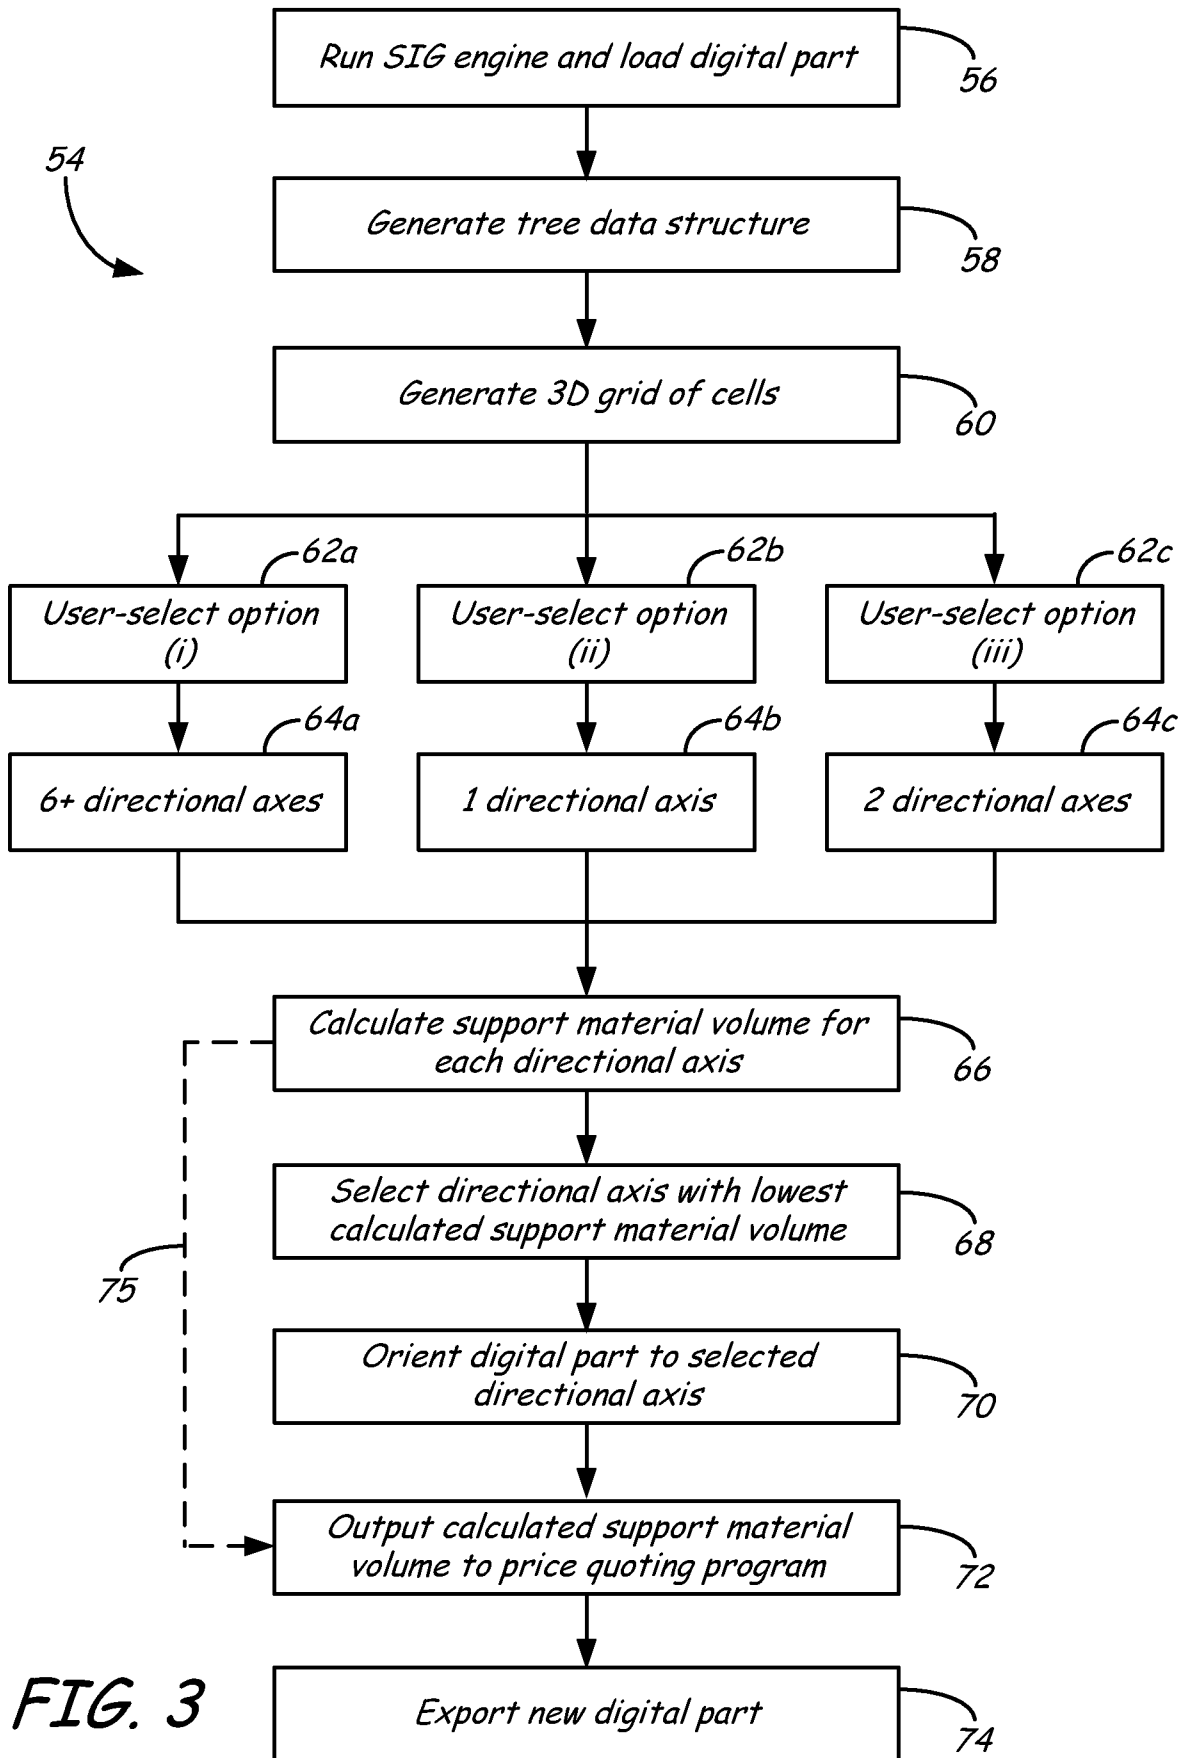 Run SIG engine and load digital part
56
54
Generate tree data structure
58
Generate 3D grid of cells
60
62a
62b
62c
User-select option
(i)
User-select option
(ii)
User-select option
(iii)
64a
64b
64c
6+ directional axes
1 directional axis
2 directional axes
Calculate support material volume for
each directional axis
66
Select directional axis with lowest
calculated support material volume
68
75
Orient digital part to selected
directional axis
70
Output calculated support material
volume to price quoting program
72
FIG. 3
Export new digital part
74